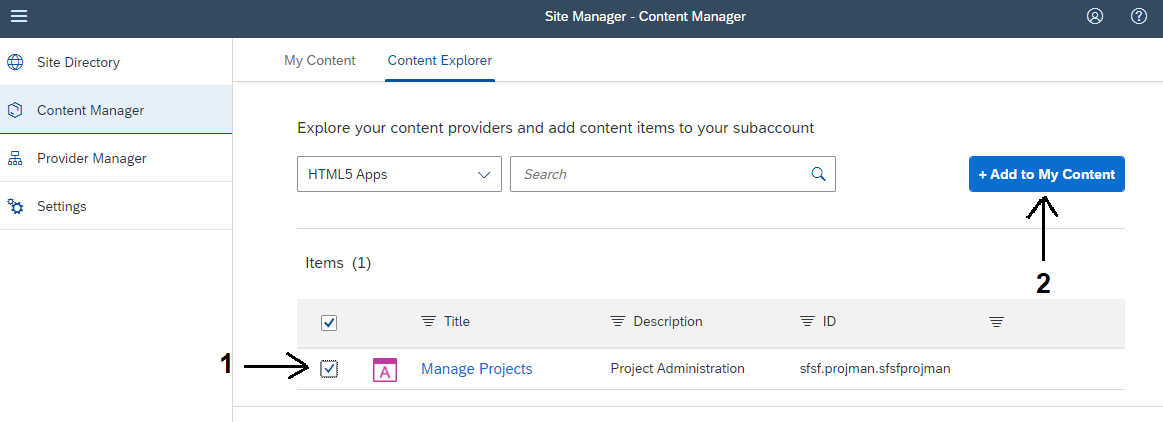 Site Manager - Content Manager
Site Directory
Content Manager
Provider Manager
Settings
My Content Content Explorer
Explore your content providers and add content items to your subaccount
HTML5 Apps Search + Add to My Content
2
Items (1)
Title Description ID
1 A Manage Projects Project Administration sfsf.projman.sfsfprojman